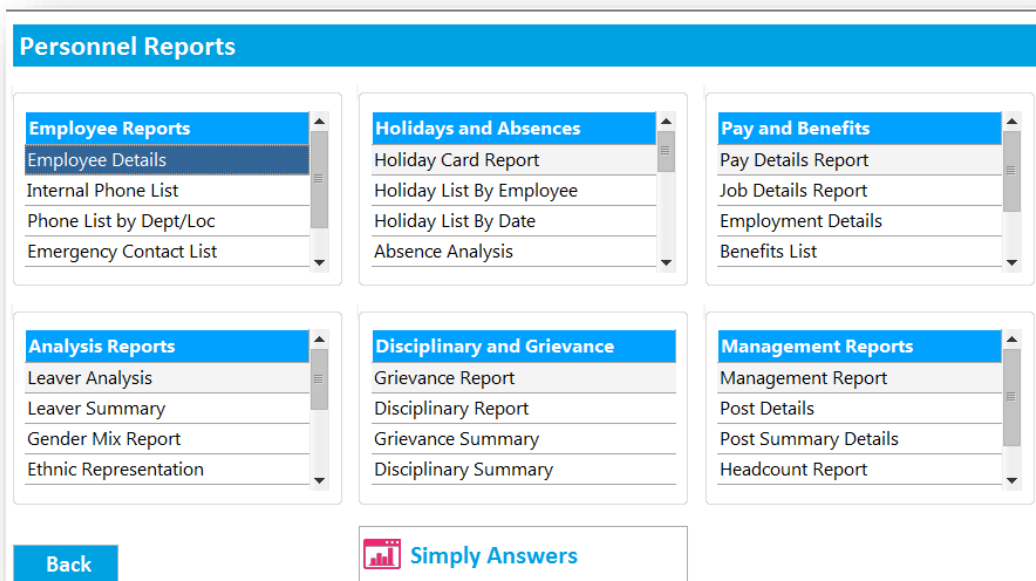 Personnel Reports
Employee Reports
Employee Details
Internal Phone List
Phone List by Dept/Loc
Emergency Contact List
Holidays and Absences
Holiday Card Report
Holiday List By Employee
Holiday List By Date
Absence Analysis
Pay and Benefits
Pay Details Report
Job Details Report
Employment Details
Benefits List
Analysis Reports
Leaver Analysis
Leaver Summary
Gender Mix Report
Ethnic Representation
Disciplinary and Grievance
Grievance Report
Disciplinary Report
Grievance Summary
Disciplinary Summary
Management Reports
Management Report
Post Details
Post Summary Details
Headcount Report
Back
Simply Answers